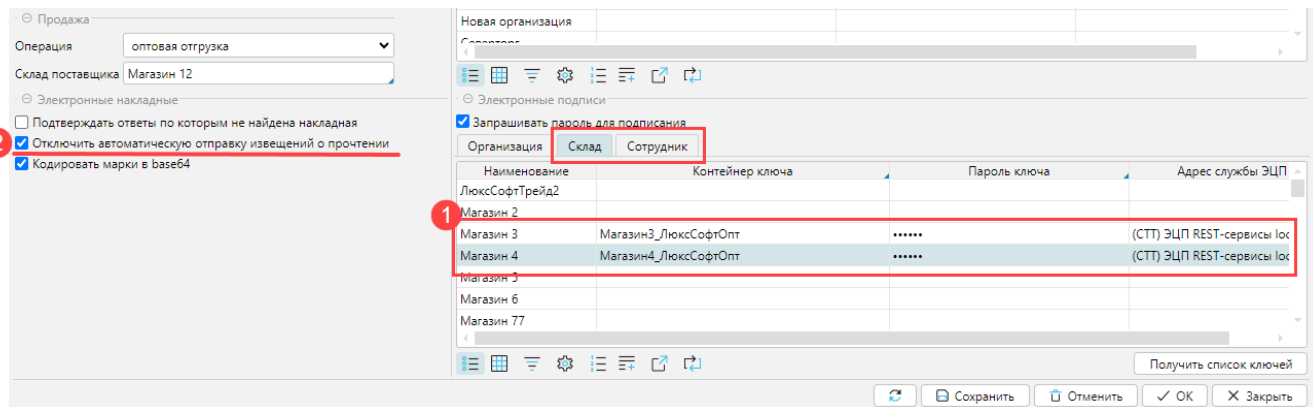 Продажа
Операция
оптовая отгрузка
Склад поставщика
Магазин 12
Электронные накладные
Подтверждать ответы по которым не найдена накладная
2
Отключить автоматическую отправку извещений о прочтении
Кодировать марки в base64
Новая организация
Электронные подписи
Запрашивать пароль для подписания
Организация Склад Сотрудник
Наименование Контейнер ключа Пароль ключа Адрес службы ЭЦП
ЛюксСофтТрейд2
1
Магазин 2
Магазин 3 Магазин3_ЛюксСофтОпт •••••• (СТТ) ЭЦП REST-сервисы loc
Магазин 4 Магазин4_ЛюксСофтОпт •••••• (СТТ) ЭЦП REST-сервисы loc
Магазин 5
Магазин 6
Магазин 77
Получить список ключей
Сохранить Отменить ОК Закрыть